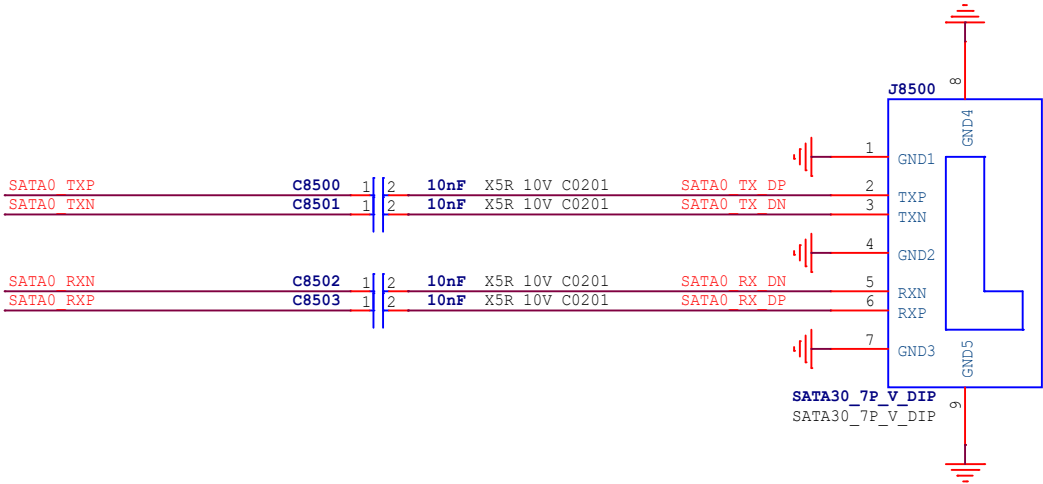 8
J8500
GND4
1
GND1
SATA0_TXP C8500 1 2 10nF X5R 10V C0201 SATA0_TX_DP 2 TXP
SATA0_TXN C8501 1 2 10nF X5R 10V C0201 SATA0_TX_DN 3 TXN
4
GND2
SATA0_RXN C8502 1 2 10nF X5R 10V C0201 SATA0_RX_DN 5 RXN
SATA0_RXP C8503 1 2 10nF X5R 10V C0201 SATA0_RX_DP 6 RXP
7
GND3
GND5
SATA30_7P_V_DIP
SATA30_7P_V_DIP
9